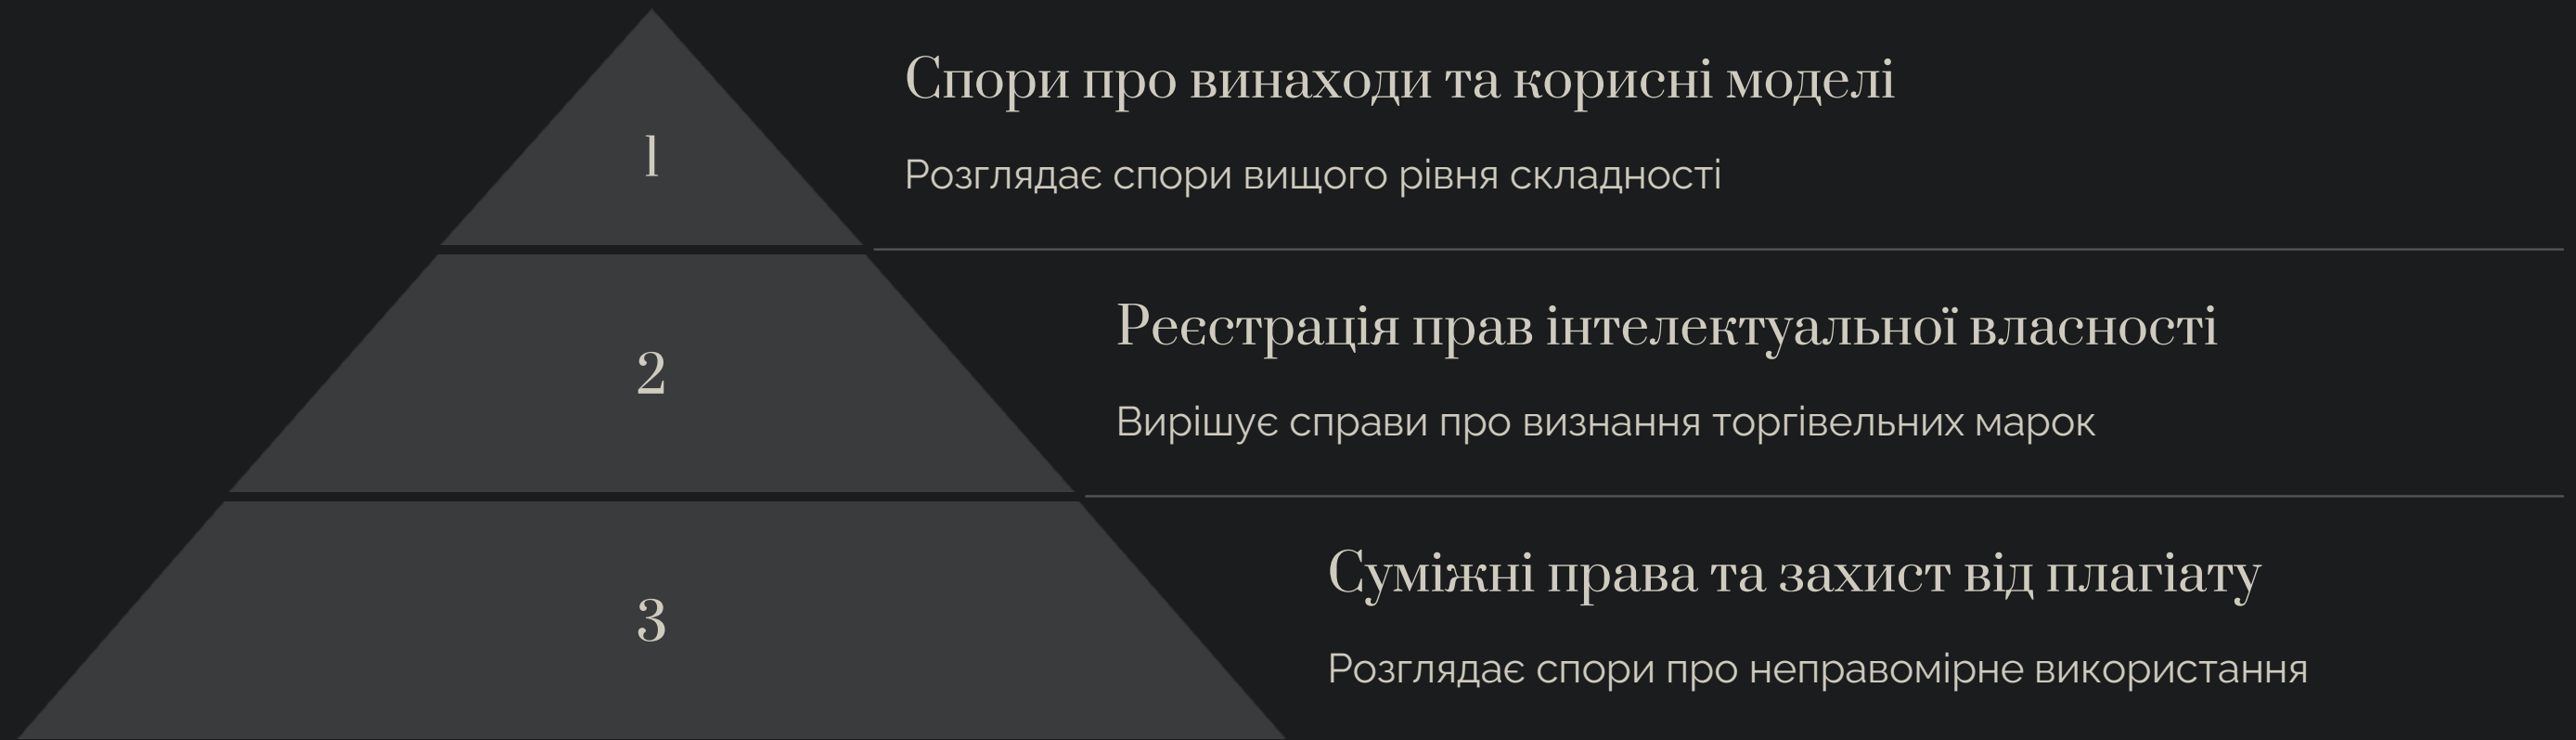 1
Спори про винаходи та корисні моделі
Розглядає спори вищого рівня складності
2
Реєстрація прав інтелектуальної власності
Вирішує справи про визнання торгівельних марок
3
Суміжні права та захист від плагіату
Розглядає спори про неправомірне використання